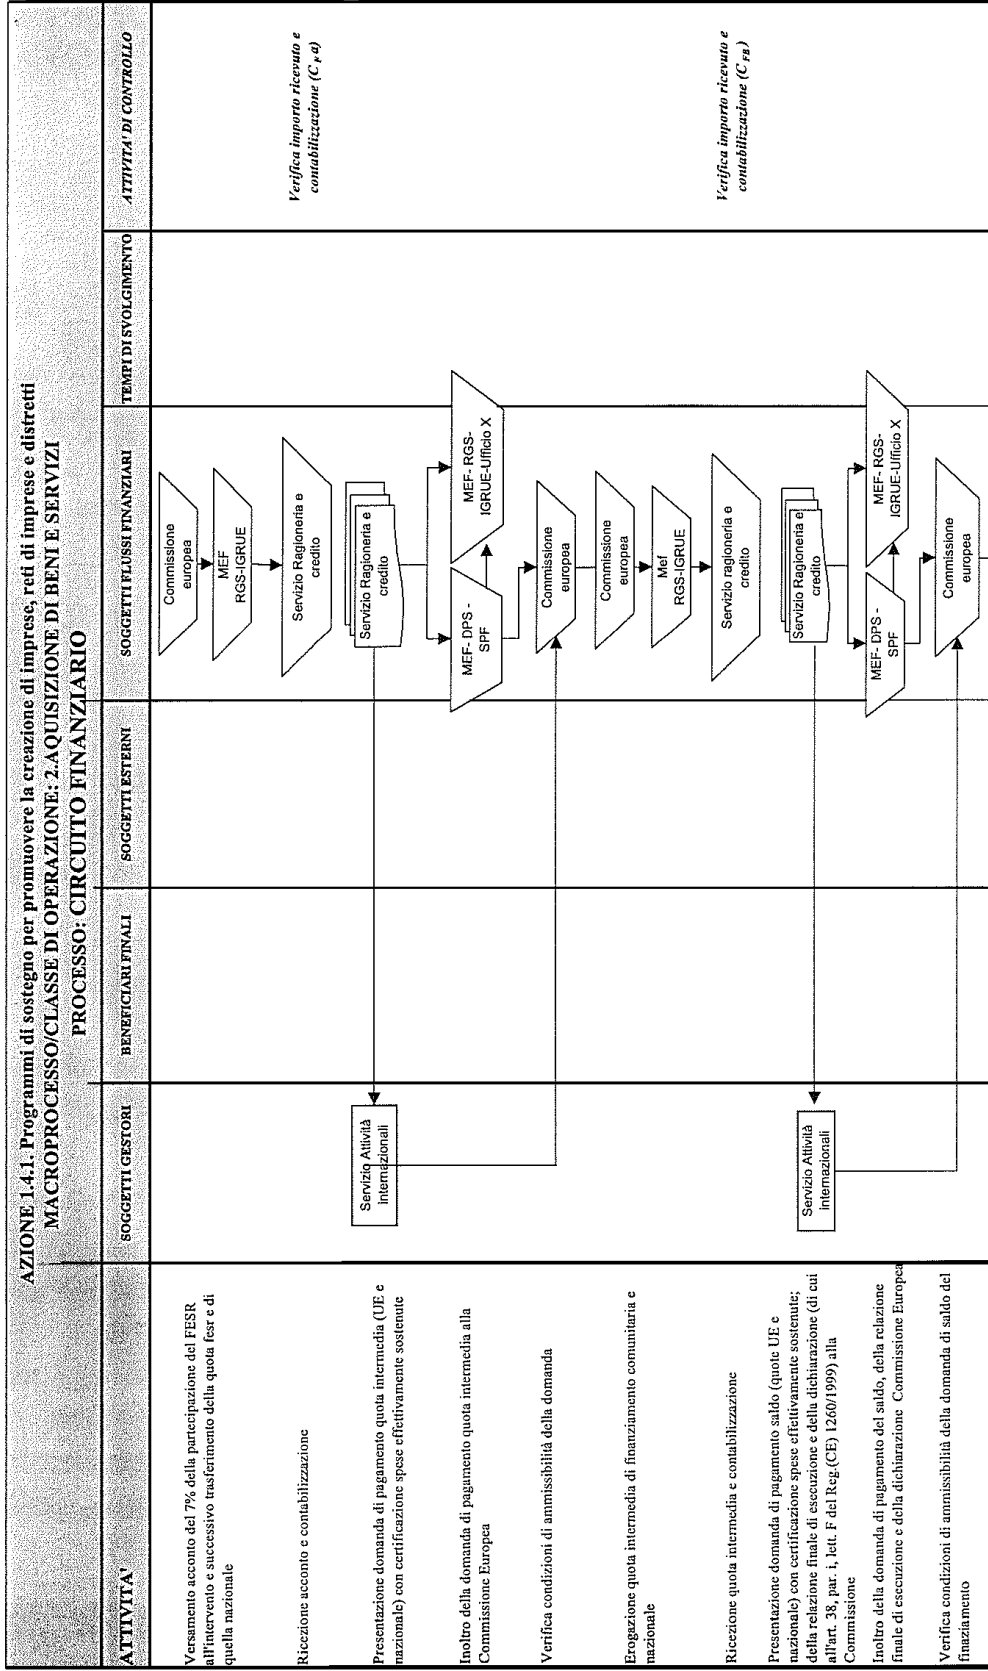 AZIONE 1.4.1. Programmi di sostegno per promuovere la creazione di imprese, reti di imprese e distretti
MACROPROCESSO/CLASSE DI OPERAZIONE: 2.AQUISIZIONE DI BENI E SERVIZI
PROCESSO: CIRCUITO FINANZIARIO
ATTIVITA'
SOGGETTI GESTORI
BENEFICIARI FINALI
SOGGETTI ESTERNI
SOGGETTI FLUSSI FINANZIARI
TEMPI DI SVOLGIMENTO
ATTIVITA' DI CONTROLLO
Versamento acconto del 7% della partecipazione del FESR
all'intervento e successivo trasferimento della quota fesr e di
quella nazionale
Commissione
europea
MEF
RGS-IGRUE
Ricezione acconto e contabilizzazione
Servizio Ragioneria e
credito
Verifica importo ricevuto e
contabilizzazione (C F a)
Presentazione domanda di pagamento quota intermedia (UE e
nazionale) con certificazione spese effettivamente sostenute
Servizio Attività
internazionali
Servizio Ragioneria e
credito
Inoltro della domanda di pagamento quota intermedia alla
Commissione Europea
MEF- DPS -
SPF
MEF- RGS-
IGRUE-Ufficio X
Verifica condizioni di ammissibilità della domanda
Commissione
europea
Erogazione quota intermedia di finanziamento comunitaria e
nazionale
Commissione
europea
Mef
RGS-IGRUE
Ricezione quota intermedia e contabilizzazione
Servizio ragioneria e
credito
Verifica importo ricevuto e
contabilizzazione (C FB)
Presentazione domanda di pagamento saldo (quote UE e
nazionale) con certificazione spese effettivamente sostenute;
della relazione finale di esecuzione e della dichiarazione (di cui
all'art. 38, par. i, lett. F del Reg.(CE) 1260/1999) alla
Commissione
Servizio Attività
internazionali
Servizio Ragioneria e
credito
Inoltro della domanda di pagamento del saldo, della relazione
finale di esecuzione e della dichiarazione Commissione Europea
MEF- DPS -
SPF
MEF- RGS-
IGRUE-Ufficio X
Verifica condizioni di ammissibilità della domanda di saldo del
finaziamento
Commissione
europea